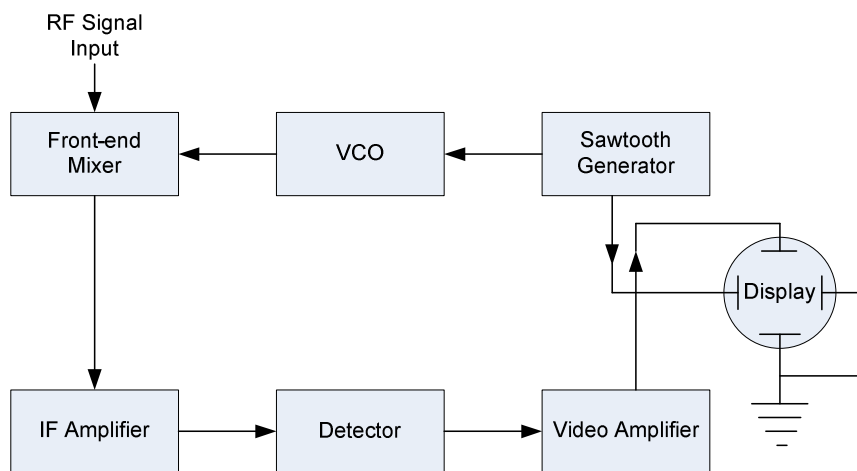 RF Signal
Input
Front-end
Mixer
VCO
Sawtooth
Generator
Display
IF Amplifier
Detector
Video Amplifier